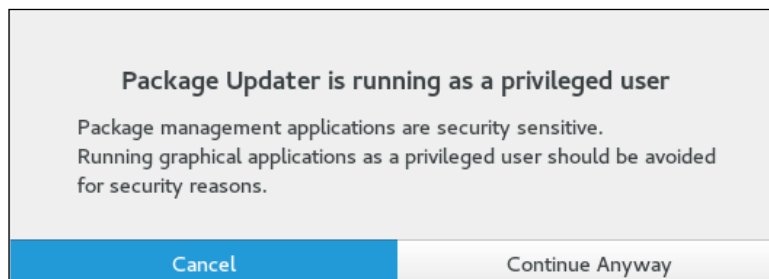 Package Updater is running as a privileged user
Package management applications are security sensitive.
Running graphical applications as a privileged user should be avoided
for security reasons.
Cancel
Continue Anyway